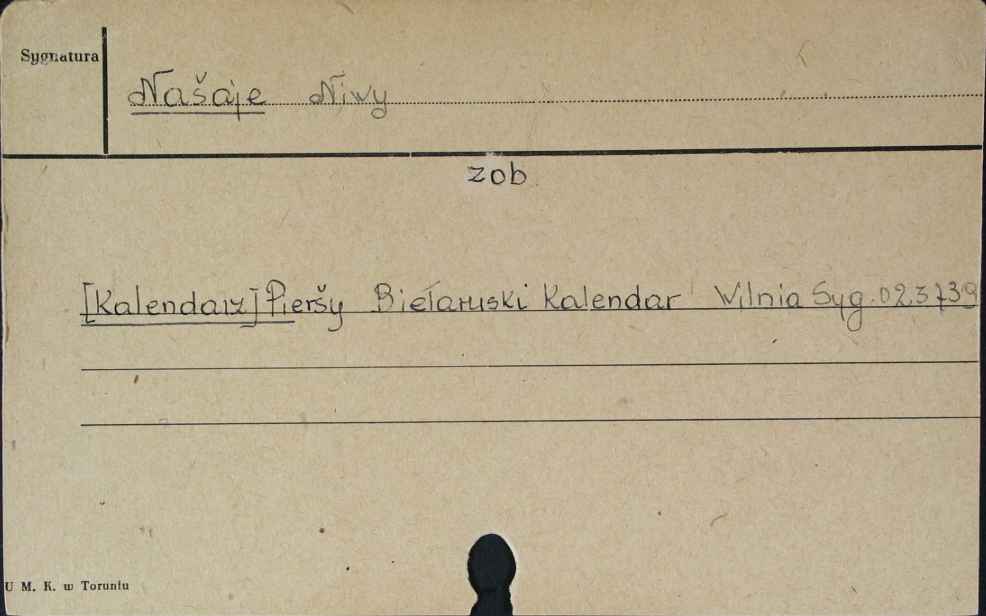 Sygnatura
Našaje Niwy
zob
[Kalendarz] Pieršy Biełaruski Kalendar Wilnia Syg. 023739
U M. K. w Toruniu